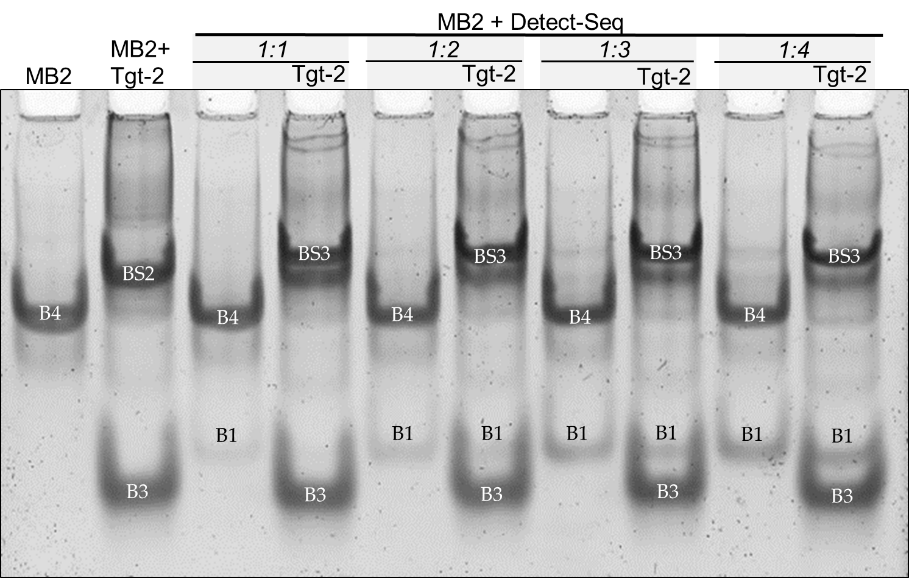 MB2 + Detect-Seq
MB2+ 1:1 1:2 1:3 1:4
MB2 Tgt-2 Tgt-2 Tgt-2 Tgt-2 Tgt-2
BS2 BS3 BS3 BS3 BS3
B4 B4 B4 B4 B4
B1 B1 B1 B1 B1 B1 B1
B3 B3 B3 B3 B3